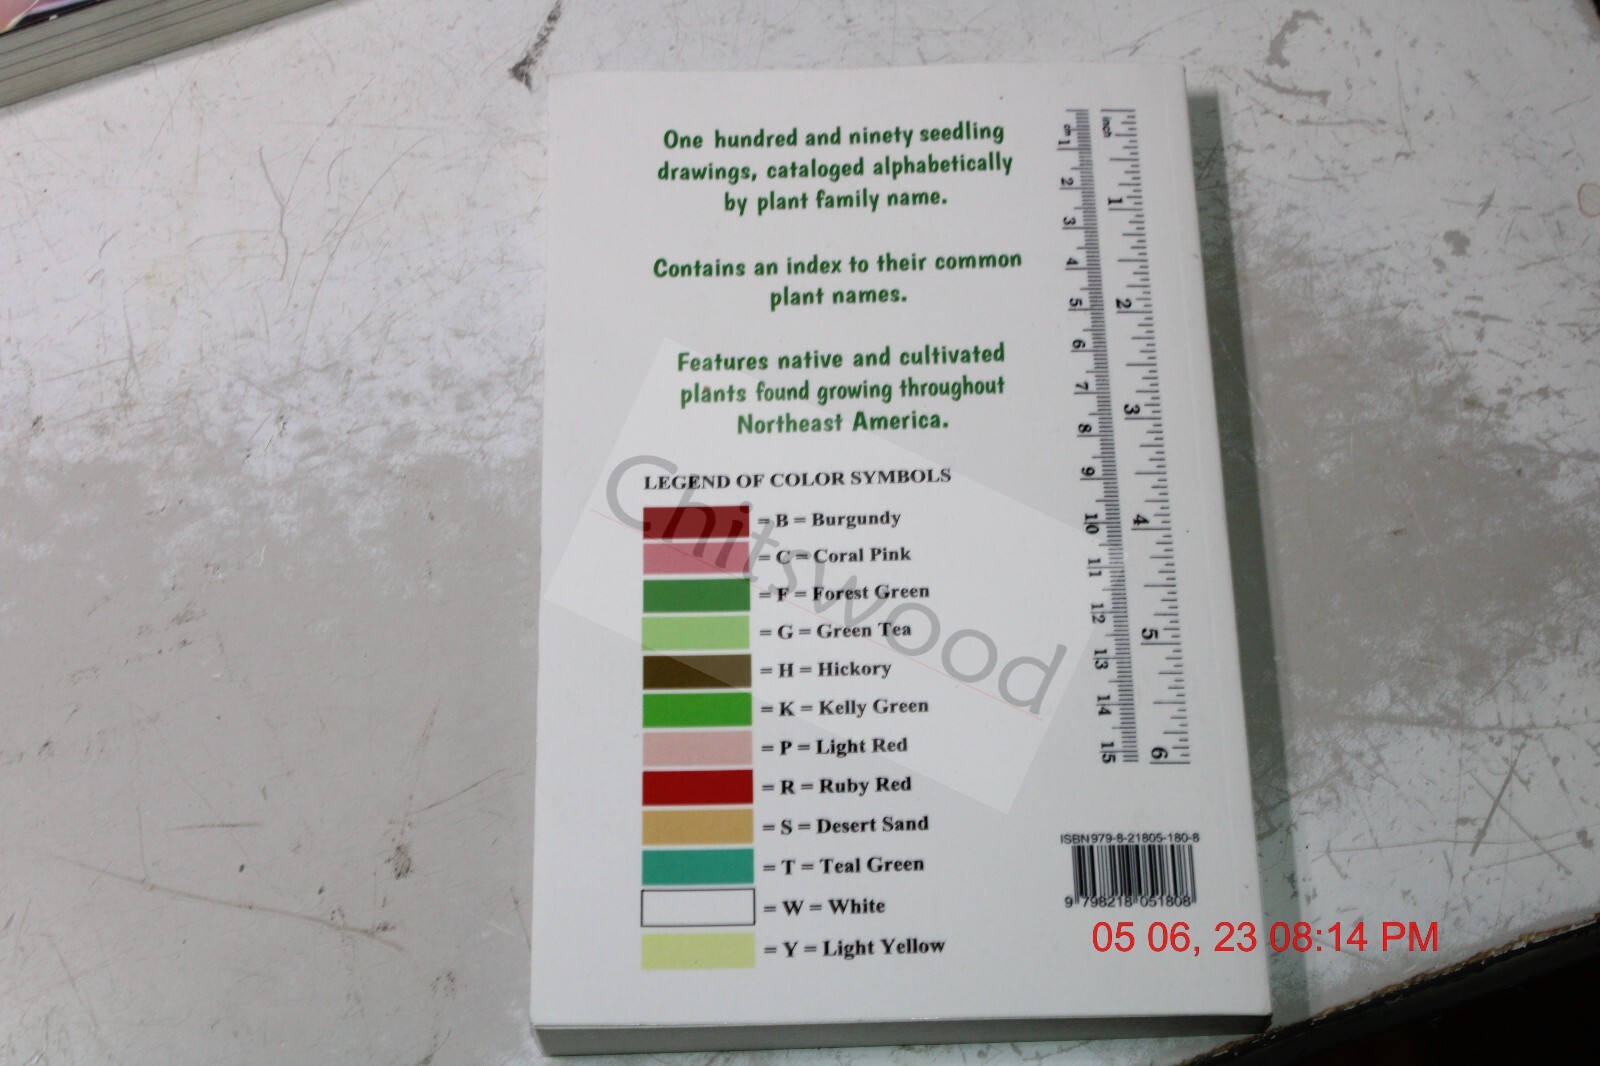 One hundred and ninety seedling
drawings, cataloged alphabetically
by plant family name.
Contains an index to their common
plant names.
Features native and cultivated
plants found growing throughout
Northeast America.
LEGEND OF COLOR SYMBOLS
= B = Burgundy
= C = Coral Pink
= F = Forest Green
= G = Green Tea
= H = Hickory
= K = Kelly Green
= P = Light Red
= R = Ruby Red
= S = Desert Sand
= T = Teal Green
= W = White
= Y = Light Yellow
Chitswood
cm 1 2 3 4 5 6 7 8 9 10 11 12 13 14 15
inch 1 2 3 4 5 6
ISBN 979-8-21805-180-8
9 798218 051808
05 06, 23 08:14 PM